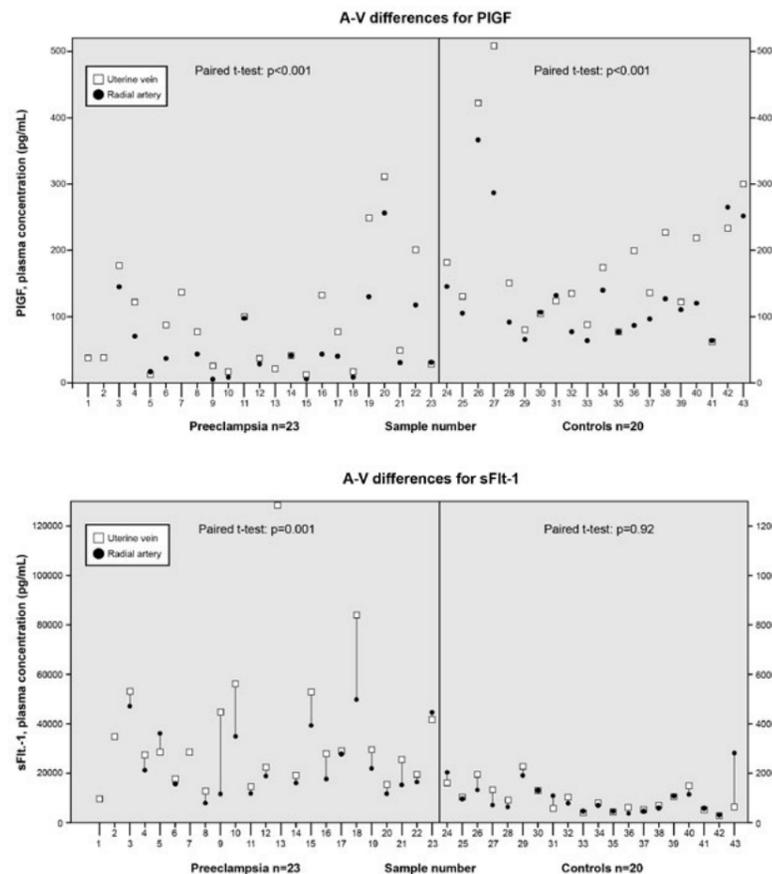 A-V differences for PlGF
500
400
300
200
100
0
PlGF, plasma concentration (pg/mL)
Uterine vein
Radial artery
Paired t-test: p<0.001
Paired t-test: p<0.001
500
400
300
200
100
0
1 2 3 4 5 6 7 8 9 10 11 12 13 14 15 16 17 18 19 20 21 22 23 24 25 26 27 28 29 30 31 32 33 34 35 36 37 38 39 40 41 42 43
Preeclampsia n=23 Sample number Controls n=20
A-V differences for sFlt-1
120000
100000
80000
60000
40000
20000
0
sFlt.-1, plasma concentration (pg/mL)
Uterine vein
Radial artery
Paired t-test: p=0.001
Paired t-test: p=0.92
1 2 3 4 5 6 7 8 9 10 11 12 13 14 15 16 17 18 19 20 21 22 23 24 25 26 27 28 29 30 31 32 33 34 35 36 37 38 39 40 41 42 43
Preeclampsia n=23 Sample number Controls n=20